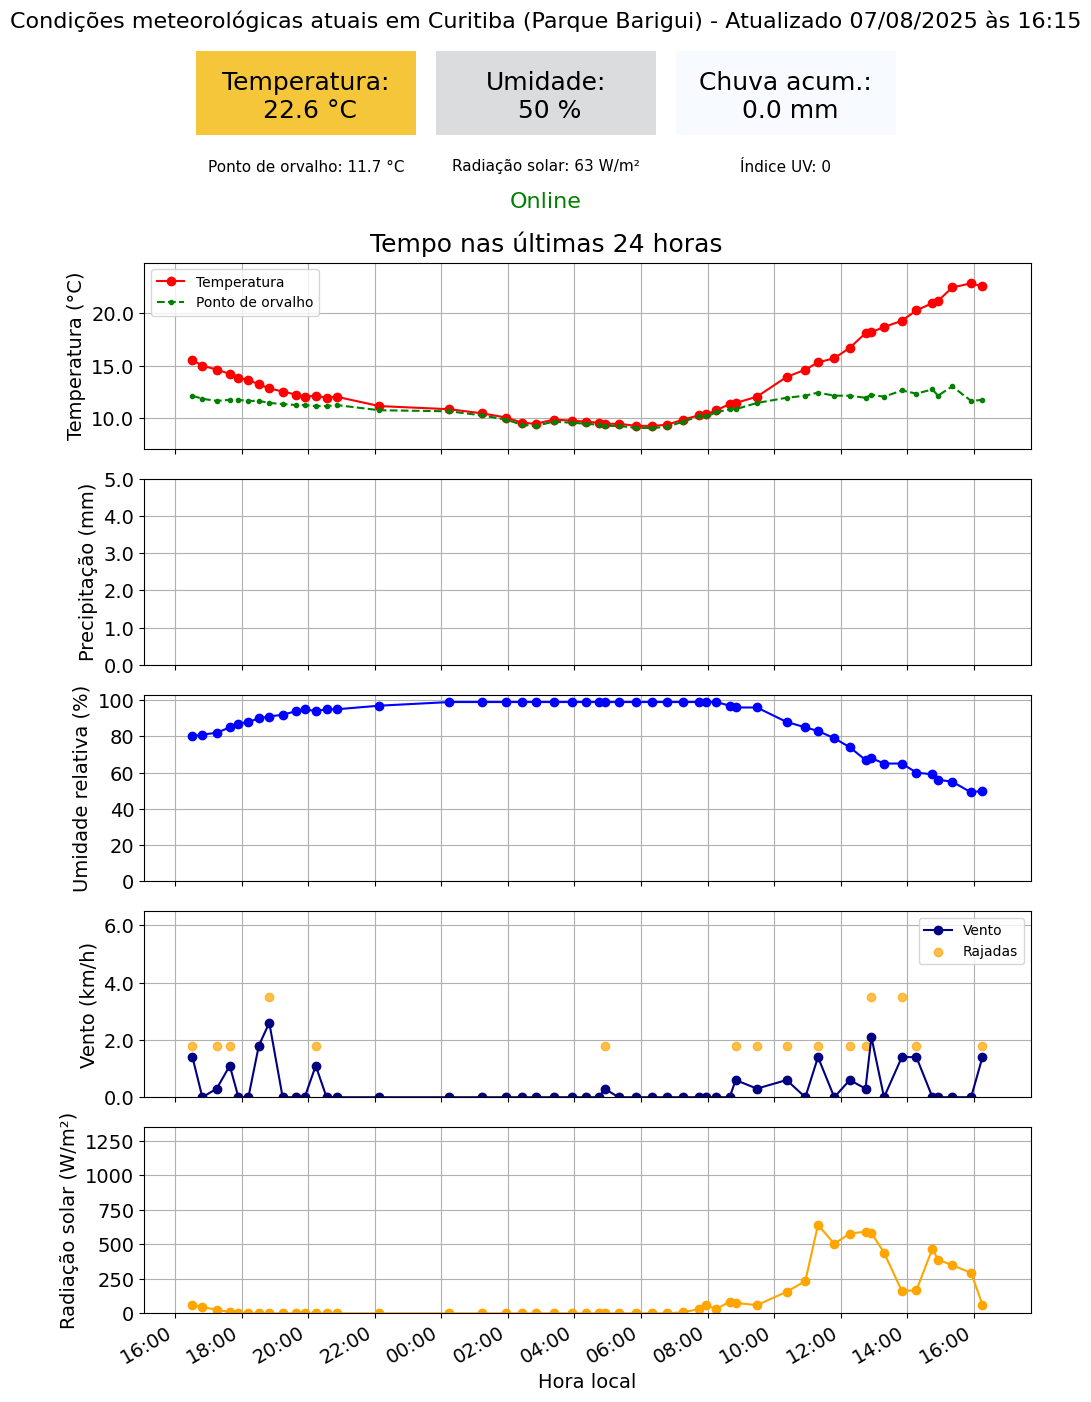 Condições meteorológicas atuais em Curitiba (Parque Barigui) - Atualizado 07/08/2025 às 16:15
Temperatura:
22.6 °C
Umidade:
50 %
Chuva acum.:
0.0 mm
Ponto de orvalho: 11.7 °C
Radiação solar: 63 W/m²
Índice UV: 0
Online
Tempo nas últimas 24 horas
Temperatura (°C)
20.0
15.0
10.0
Temperatura
Ponto de orvalho
Precipitação (mm)
5.0
4.0
3.0
2.0
1.0
0.0
Umidade relativa (%)
100
80
60
40
20
0
Vento (km/h)
6.0
4.0
2.0
0.0
Vento
Rajadas
Radiação solar (W/m²)
1250
1000
750
500
250
0
16:00
18:00
20:00
22:00
00:00
02:00
04:00
06:00
08:00
10:00
12:00
14:00
16:00
Hora local